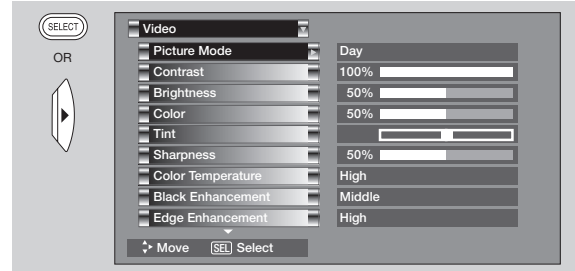 SELECT
OR
Video
Picture Mode Day
Contrast 100%
Brightness 50%
Color 50%
Tint
Sharpness 50%
Color Temperature High
Black Enhancement Middle
Edge Enhancement High
Move SEL Select